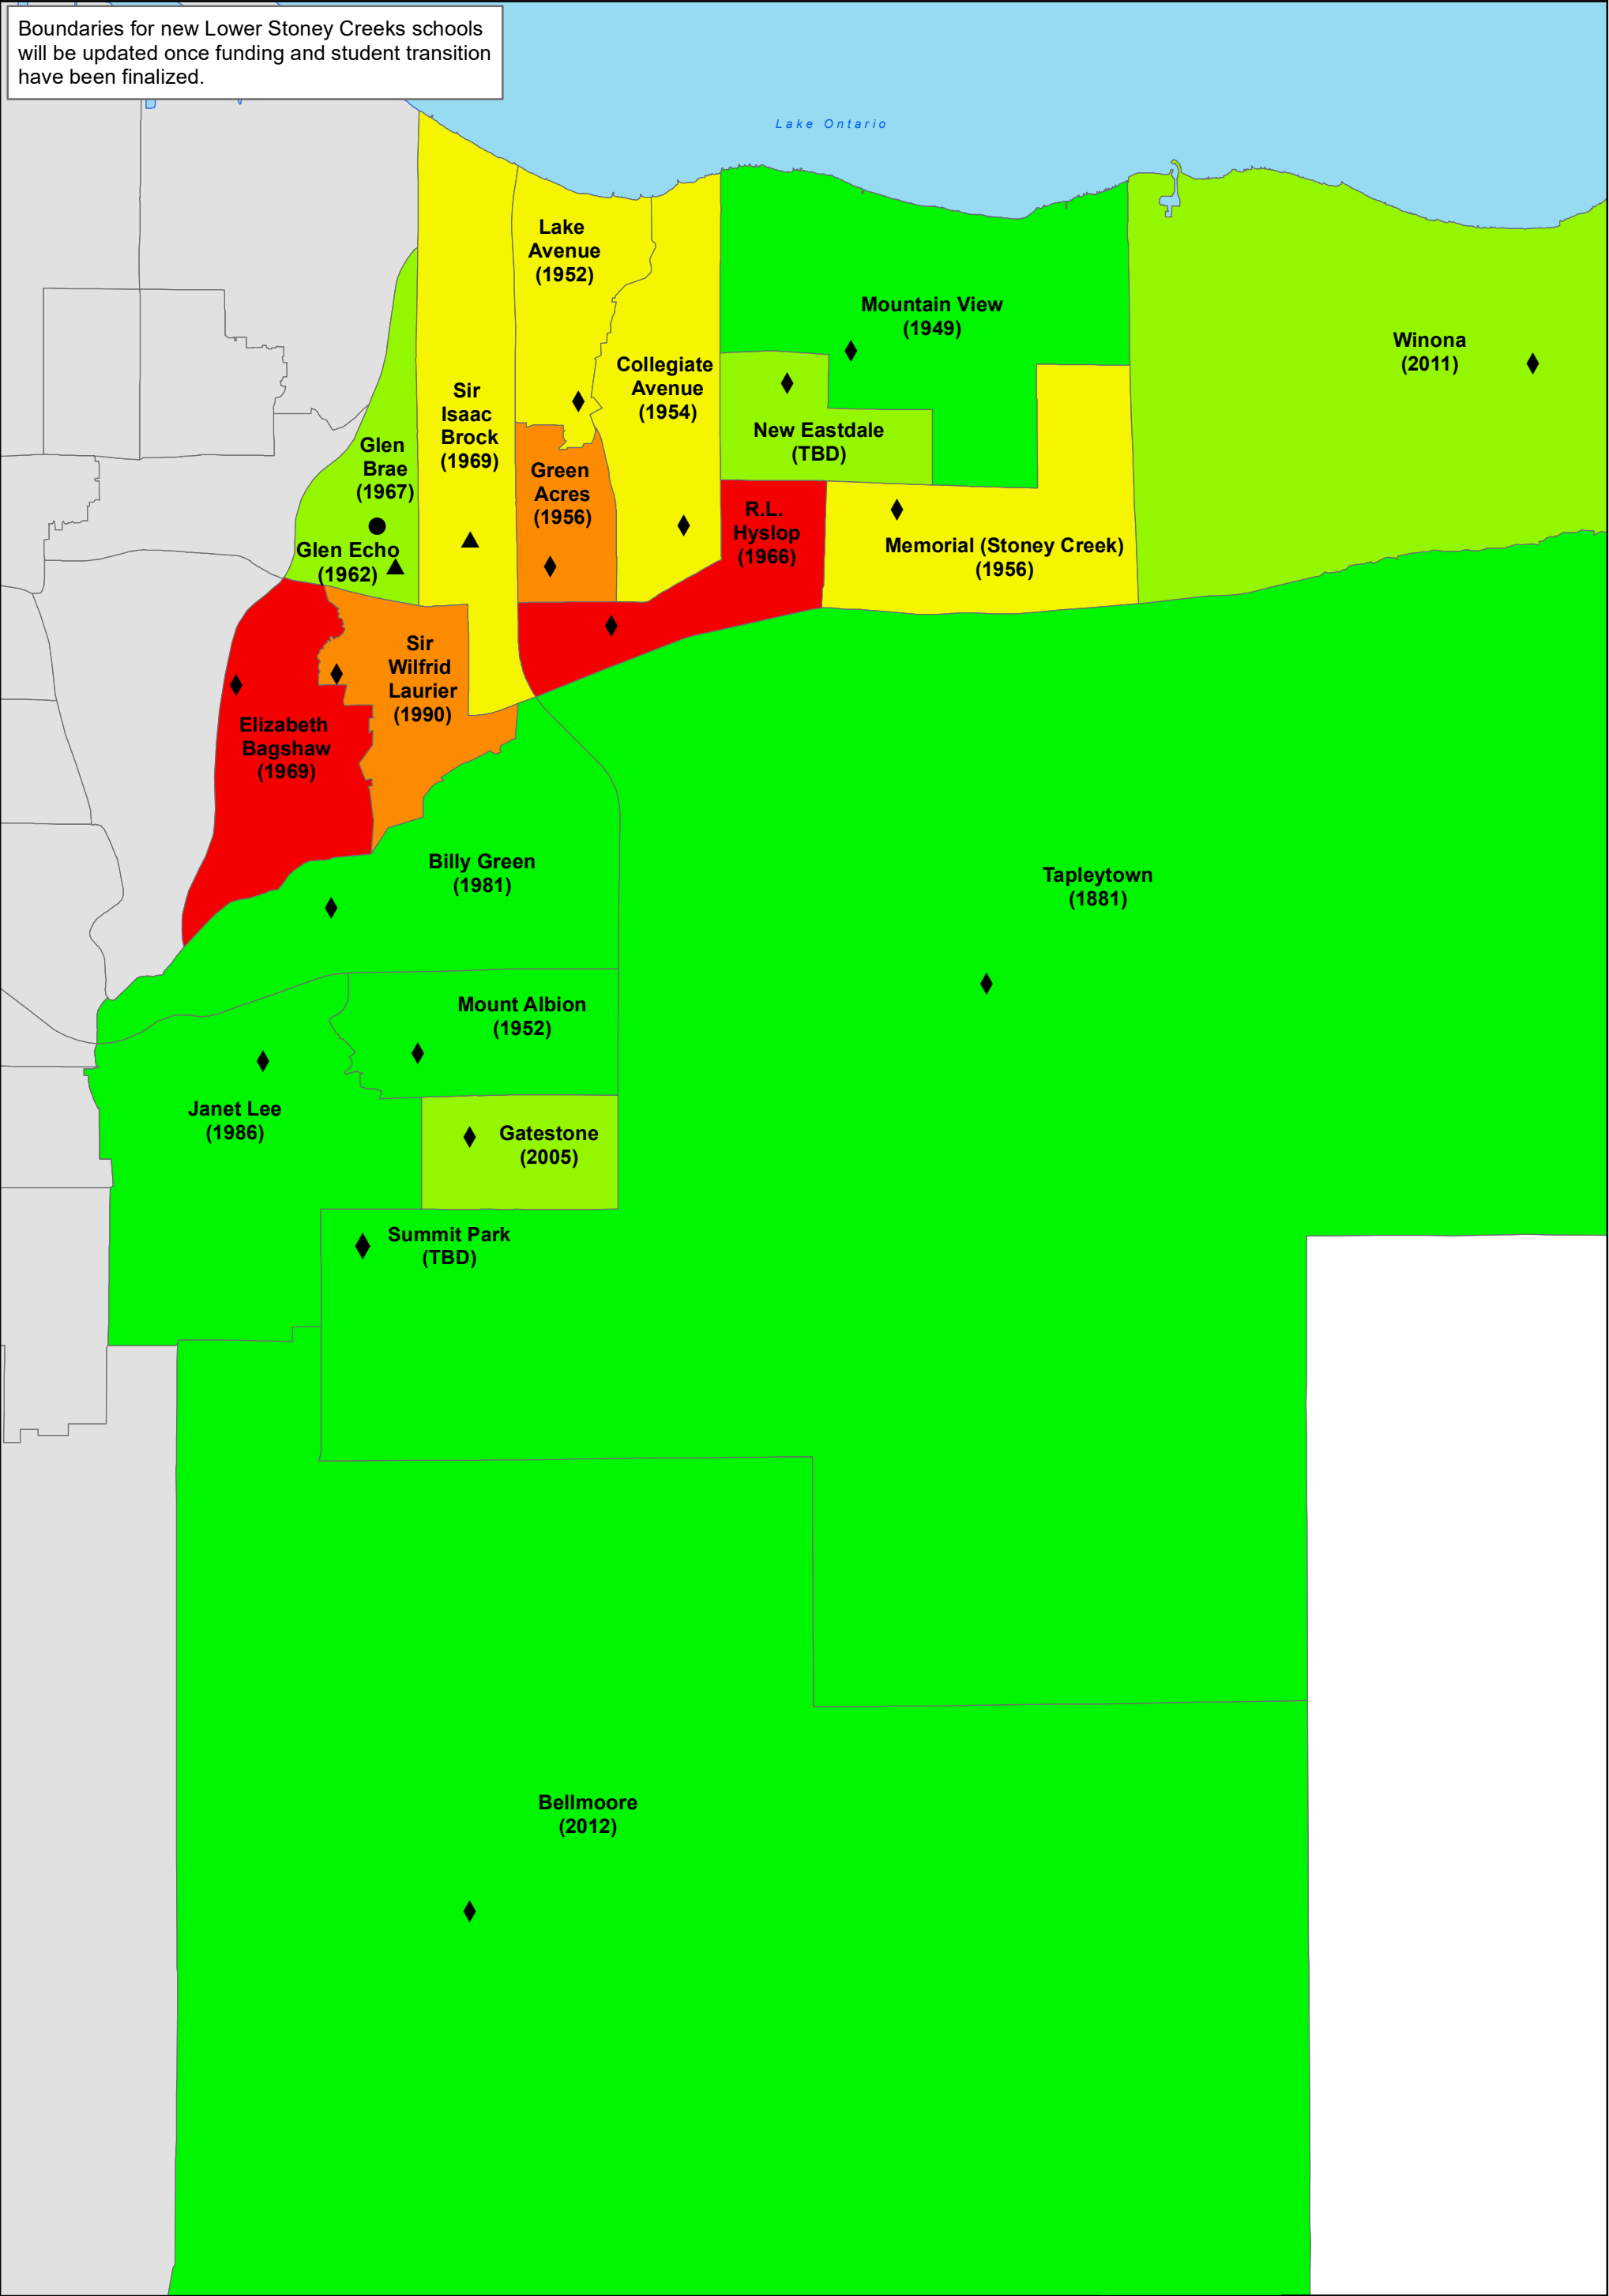 Boundaries for new Lower Stoney Creeks schools
will be updated once funding and student transition
have been finalized.
Lake Ontario
Lake
Avenue
(1952)
Mountain View
(1949)
Winona
(2011)
Collegiate
Avenue
(1954)
Sir
Isaac
Brock
(1969)
New Eastdale
(TBD)
Glen
Brae
(1967)
Green
Acres
(1956)
R.L.
Hyslop
(1966)
Memorial (Stoney Creek)
(1956)
Glen Echo
(1962)
Sir
Wilfrid
Laurier
(1990)
Elizabeth
Bagshaw
(1969)
Billy Green
(1981)
Tapleytown
(1881)
Mount Albion
(1952)
Janet Lee
(1986)
Gatestone
(2005)
Summit Park
(TBD)
Bellmoore
(2012)